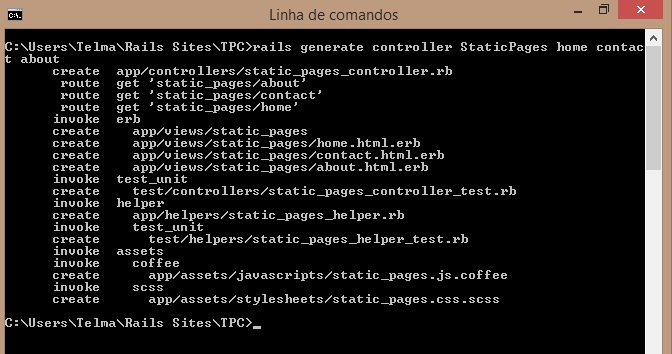 Linha de comandos
C:\Users\Telma\Rails Sites\TPC>rails generate controller StaticPages home contac
t about
create app/controllers/static_pages_controller.rb
route get 'static_pages/about'
route get 'static_pages/contact'
route get 'static_pages/home'
invoke erb
create app/views/static_pages
create app/views/static_pages/home.html.erb
create app/views/static_pages/contact.html.erb
create app/views/static_pages/about.html.erb
invoke test_unit
create test/controllers/static_pages_controller_test.rb
invoke helper
create app/helpers/static_pages_helper.rb
invoke test_unit
create test/helpers/static_pages_helper_test.rb
invoke assets
invoke coffee
create app/assets/javascripts/static_pages.js.coffee
invoke scss
create app/assets/stylesheets/static_pages.css.scss
C:\Users\Telma\Rails Sites\TPC>_